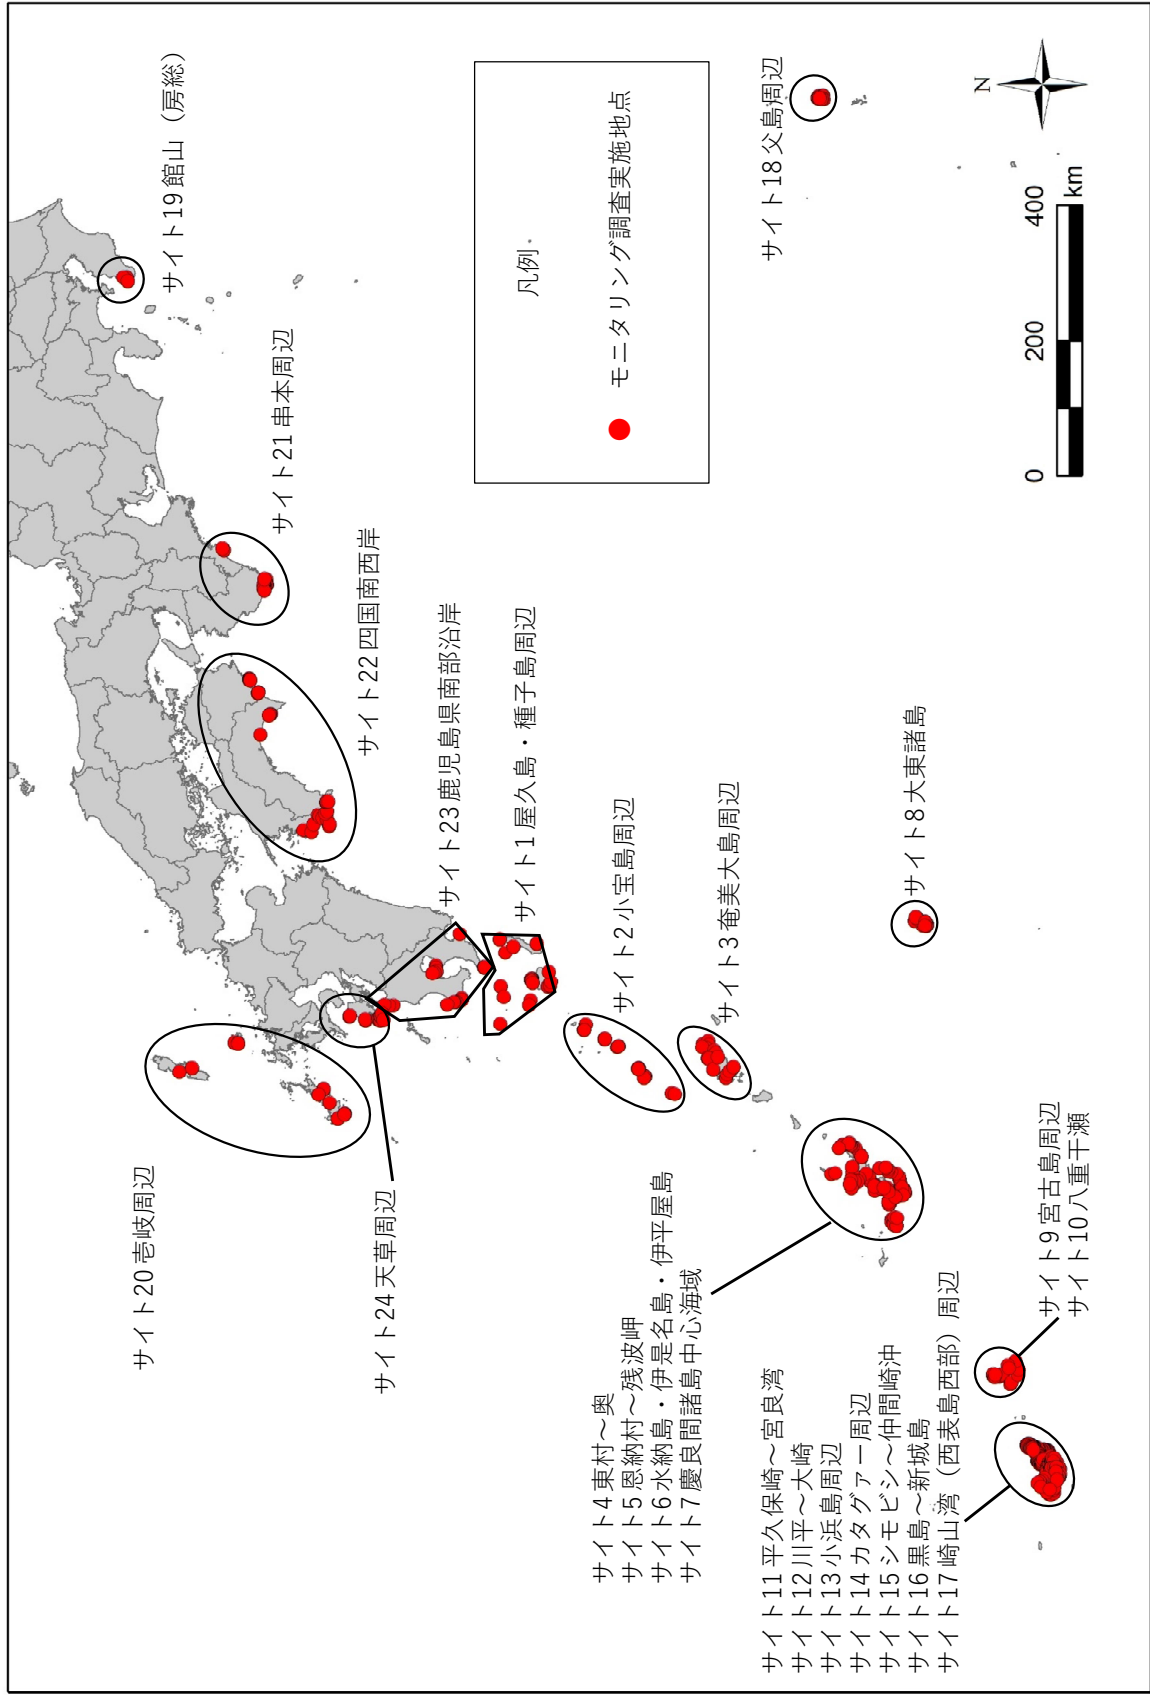 サイト19 館山（房総）
サイト21 串本周辺
サイト22 四国南西岸
サイト23 鹿児島県南部沿岸
サイト1 屋久島・種子島周辺
サイト2 小宝島周辺
サイト3 奄美大島周辺
サイト20 壱岐周辺
サイト24 天草周辺
サイト4 東村～奥
サイト5 恩納村～残波岬
サイト6 水納島・伊是名島・伊平屋島
サイト7 慶良間諸島中心海域
サイト11 平久保崎～宮良湾
サイト12 川平～大崎
サイト13 小浜島周辺
サイト14 カタグァー周辺
サイト15 シモビシ～仲間崎沖
サイト16 黒島～新城島
サイト17 崎山湾（西表島西部）周辺
サイト9 宮古島周辺
サイト10 八重干瀬
サイト8 大東諸島
サイト18 父島周辺
凡例
モニタリング調査実施地点
N
0 200 400
km